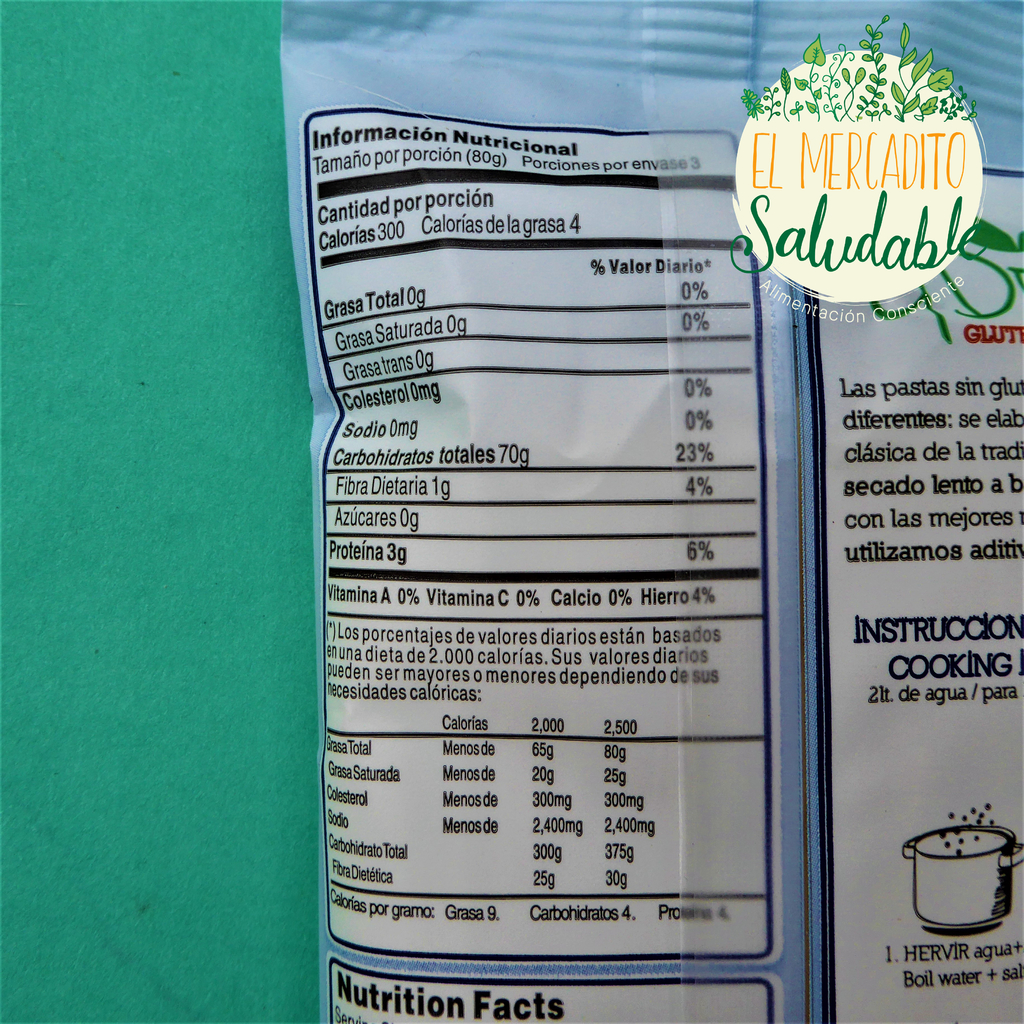 EL MERCADITO
Saludable
Alimentación Consciente
Información Nutricional
Tamaño por porción (80g) Porciones por envase 3
Cantidad por porción
Calorías 300 Calorías de la grasa 4
% Valor Diario*
Grasa Total 0g 0%
Grasa Saturada 0g 0%
Grasa trans 0g
Colesterol 0mg 0%
Sodio 0mg 0%
Carbohidratos totales 70g 23%
Fibra Dietaria 1g 4%
Azúcares 0g
Proteína 3g 6%
Vitamina A 0% Vitamina C 0% Calcio 0% Hierro 4%
(*) Los porcentajes de valores diarios están basados
en una dieta de 2.000 calorías. Sus valores diarios
pueden ser mayores o menores dependiendo de sus
necesidades calóricas:
Calorías 2,000 2,500
Grasa Total Menos de 65g 80g
Grasa Saturada Menos de 20g 25g
Colesterol Menos de 300mg 300mg
Sodio Menos de 2,400mg 2,400mg
Carbohidrato Total 300g 375g
Fibra Dietética 25g 30g
Calorías por gramo: Grasa 9. Carbohidratos 4. Proteína 4.
Nutrition Facts
GLUT
Las pastas sin glut
diferentes: se elab
clásica de la tradi
secado lento a b
con las mejores
utilizamos aditiv
INSTRUCCION
COOKING
2lt. de agua / para
1. HERVIR agua+
Boil water + sal